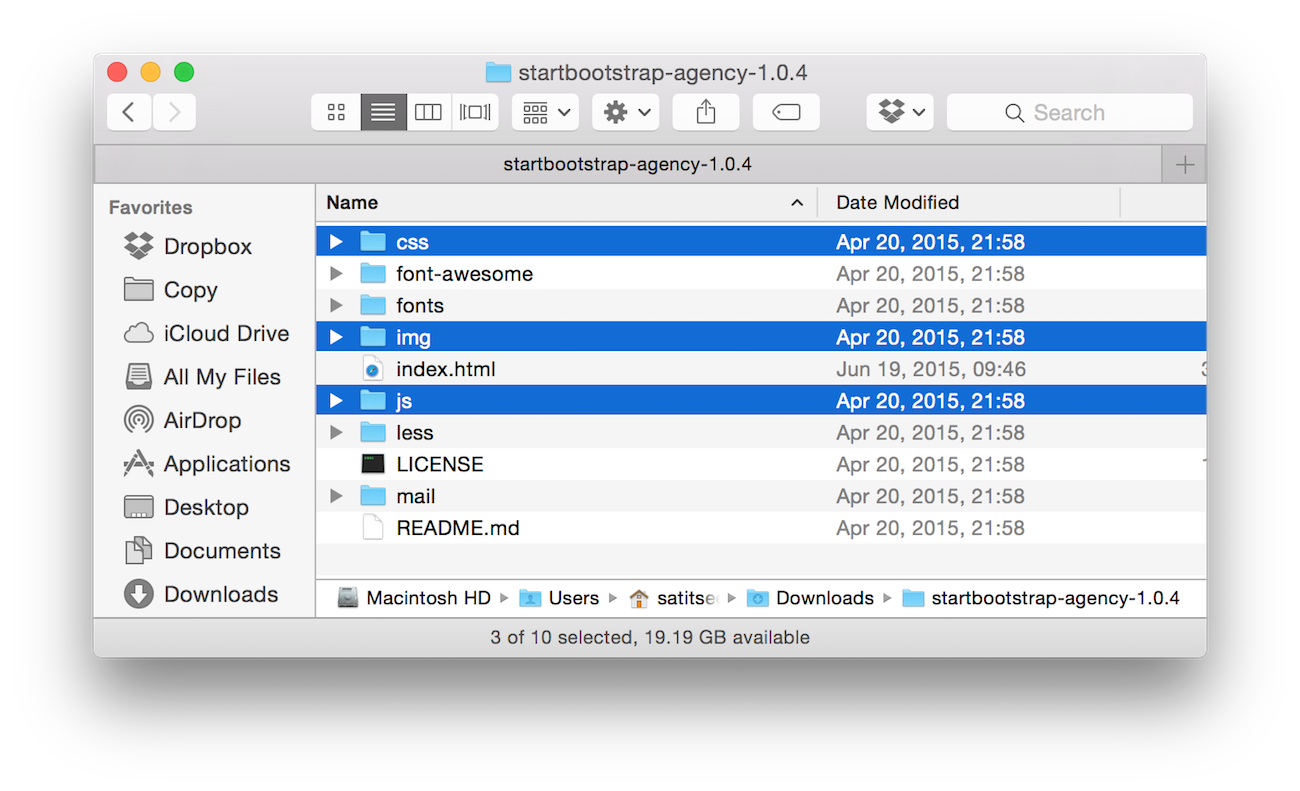 startbootstrap-agency-1.0.4
Search
startbootstrap-agency-1.0.4
Favorites
Dropbox
Copy
iCloud Drive
All My Files
AirDrop
Applications
Desktop
Documents
Downloads
Name Date Modified
css Apr 20, 2015, 21:58
font-awesome Apr 20, 2015, 21:58
fonts Apr 20, 2015, 21:58
img Apr 20, 2015, 21:58
index.html Jun 19, 2015, 09:46
js Apr 20, 2015, 21:58
less Apr 20, 2015, 21:58
LICENSE Apr 20, 2015, 21:58
mail Apr 20, 2015, 21:58
README.md Apr 20, 2015, 21:58
Macintosh HD Users Downloads startbootstrap-agency-1.0.4
3 of 10 selected, 19.19 GB available